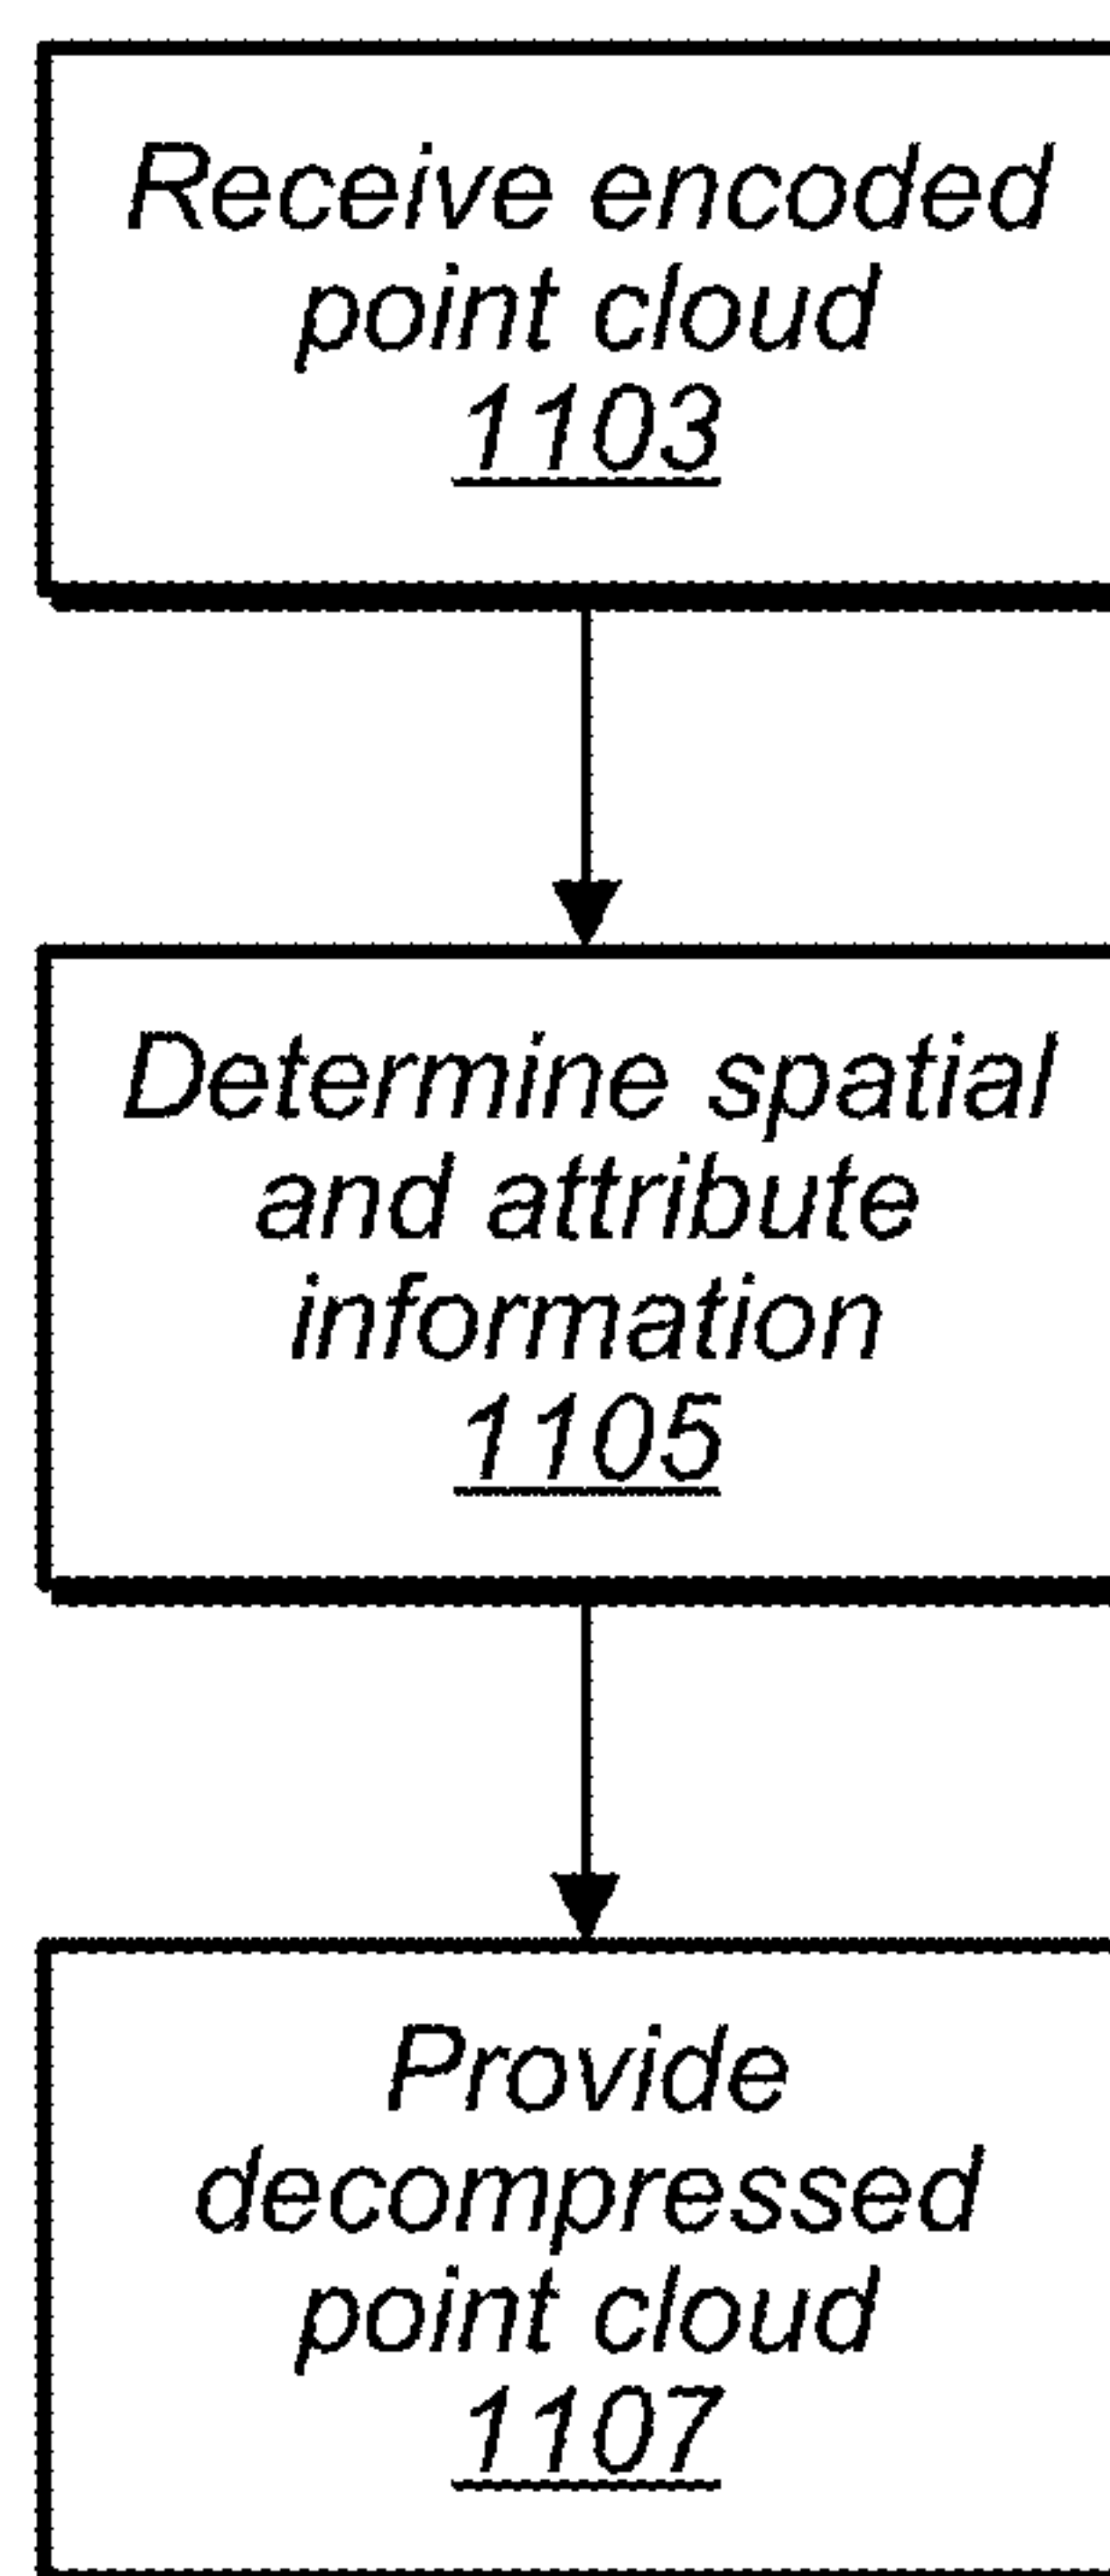 Receive encoded
point cloud
1103
Determine spatial
and attribute
information
1105
Provide
decompressed
point cloud
1107